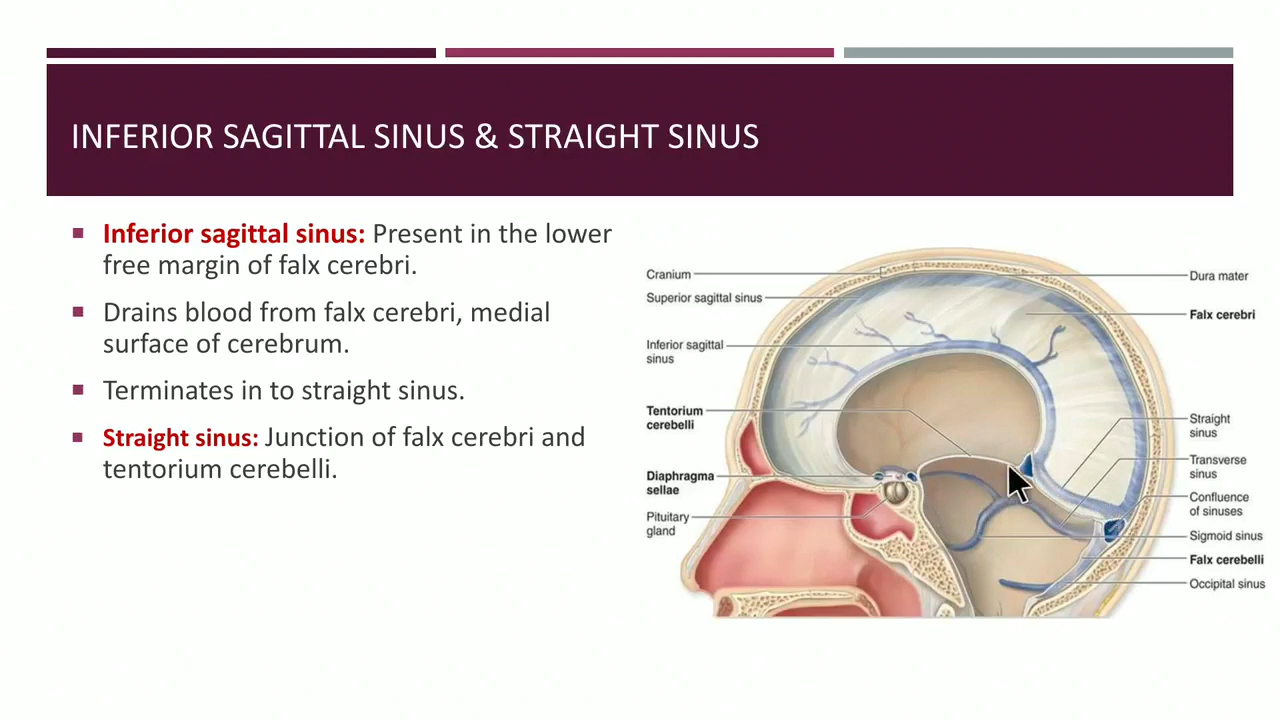 INFERIOR SAGITTAL SINUS & STRAIGHT SINUS
Inferior sagittal sinus: Present in the lower
free margin of falx cerebri.
Drains blood from falx cerebri, medial
surface of cerebrum.
Terminates in to straight sinus.
Straight sinus: Junction of falx cerebri and
tentorium cerebelli.
Cranium
Superior sagittal sinus
Inferior sagittal
sinus
Tentorium
cerebelli
Diaphragma
sellae
Pituitary
gland
Dura mater
Falx cerebri
Straight
sinus
Transverse
sinus
Confluence
of sinuses
Sigmoid sinus
Falx cerebelli
Occipital sinus